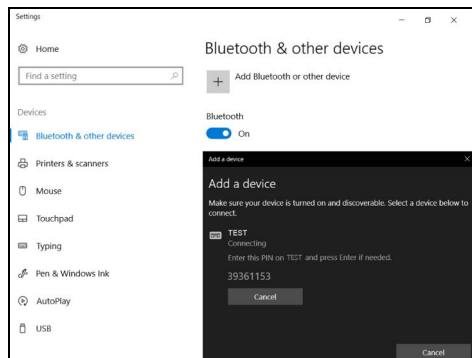 Settings
Home
Find a setting
Devices
Bluetooth & other devices
Printers & scanners
Mouse
Touchpad
Typing
Pen & Windows Ink
AutoPlay
USB
Bluetooth & other devices
Add Bluetooth or other device
Bluetooth
On
Add a device
Add a device
Make sure your device is turned on and discoverable. Select a device below to
connect.
TEST
Connecting
Enter this PIN on TEST and press Enter if needed.
39361153
Cancel
Cancel